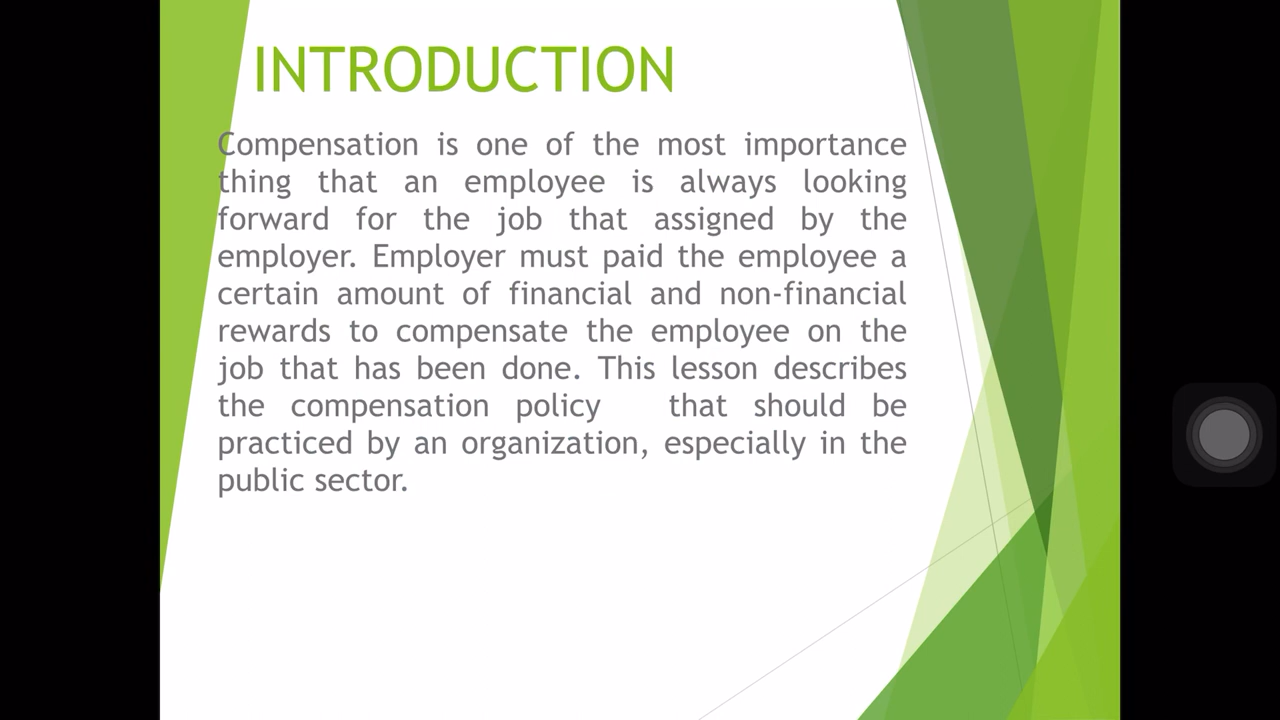 INTRODUCTION
Compensation is one of the most importance
thing that an employee is always looking
forward for the job that assigned by the
employer. Employer must paid the employee a
certain amount of financial and non-financial
rewards to compensate the employee on the
job that has been done. This lesson describes
the compensation policy that should be
practiced by an organization, especially in the
public sector.